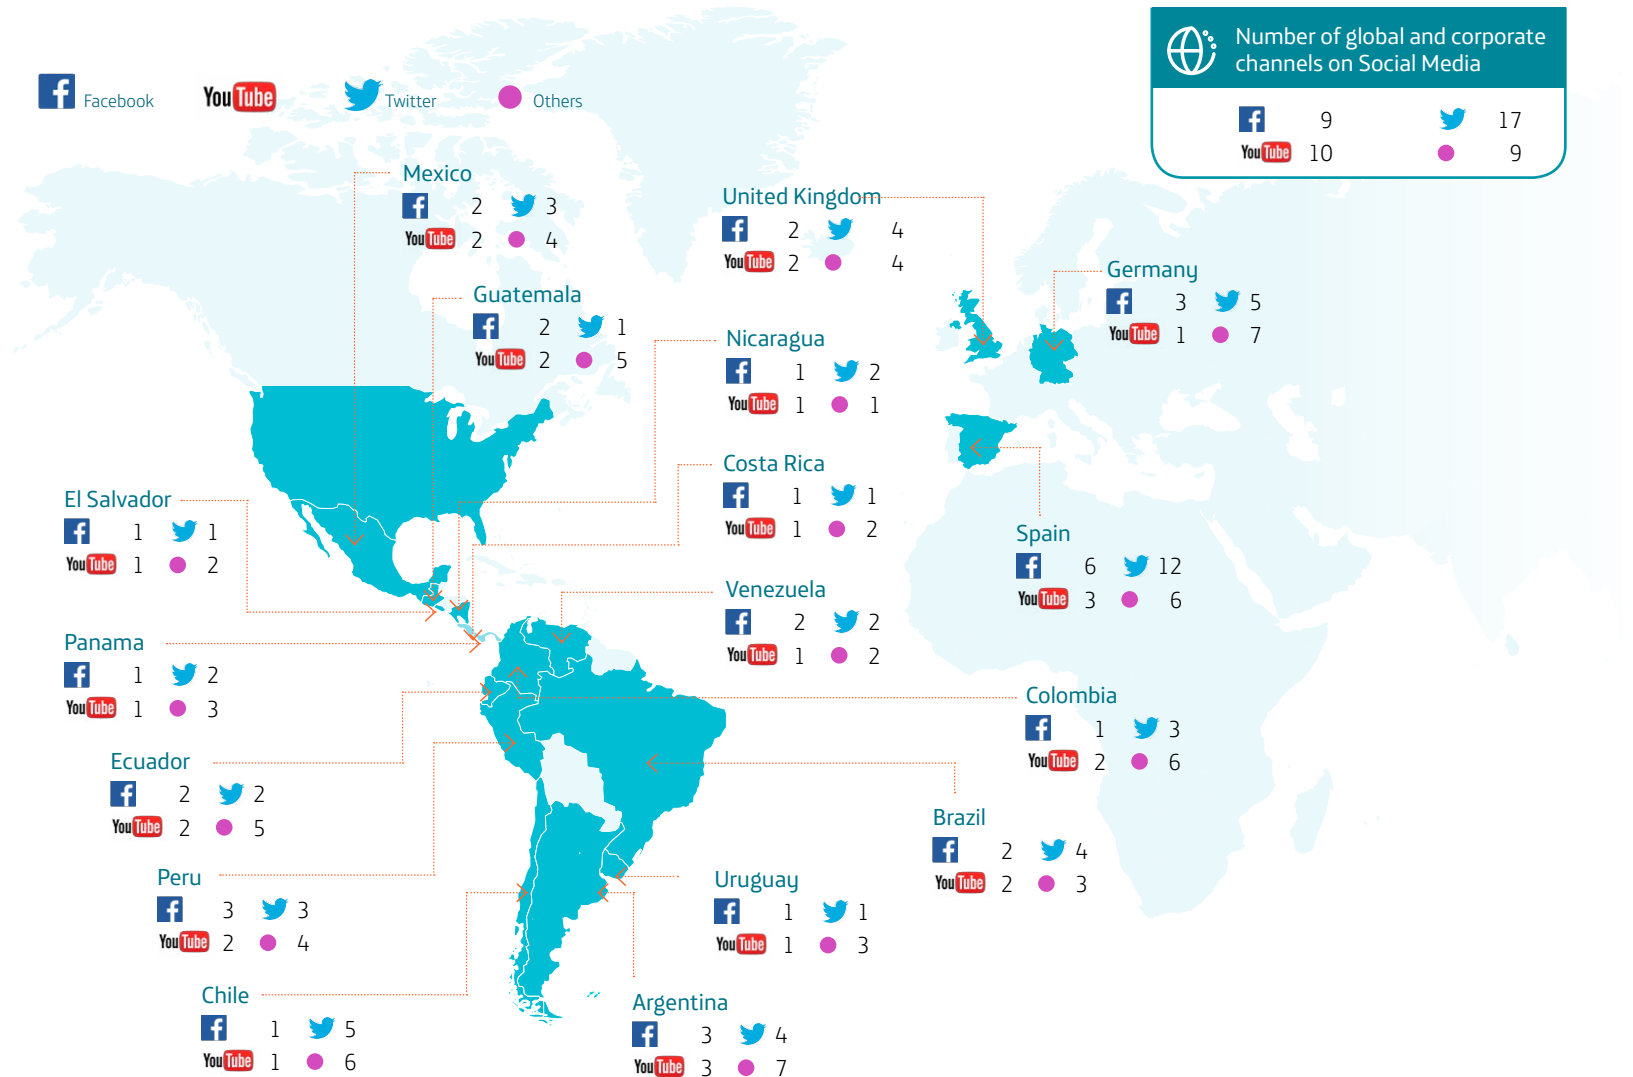 Number of global and corporate
channels on Social Media
9 17
YouTube 10 9
Facebook YouTube Twitter Others
Mexico
2 3
YouTube 2 4
United Kingdom
2 4
YouTube 2 4
Germany
3 5
YouTube 1 7
Guatemala
2 1
YouTube 2 5
Nicaragua
1 2
YouTube 1 1
Costa Rica
1 1
YouTube 1 2
El Salvador
1 1
YouTube 1 2
Spain
6 12
YouTube 3 6
Venezuela
2 2
YouTube 1 2
Panama
1 2
YouTube 1 3
Colombia
1 3
YouTube 2 6
Ecuador
2 2
YouTube 2 5
Brazil
2 4
YouTube 2 3
Peru
3 3
YouTube 2 4
Uruguay
1 1
YouTube 1 3
Chile
1 5
YouTube 1 6
Argentina
3 4
YouTube 3 7